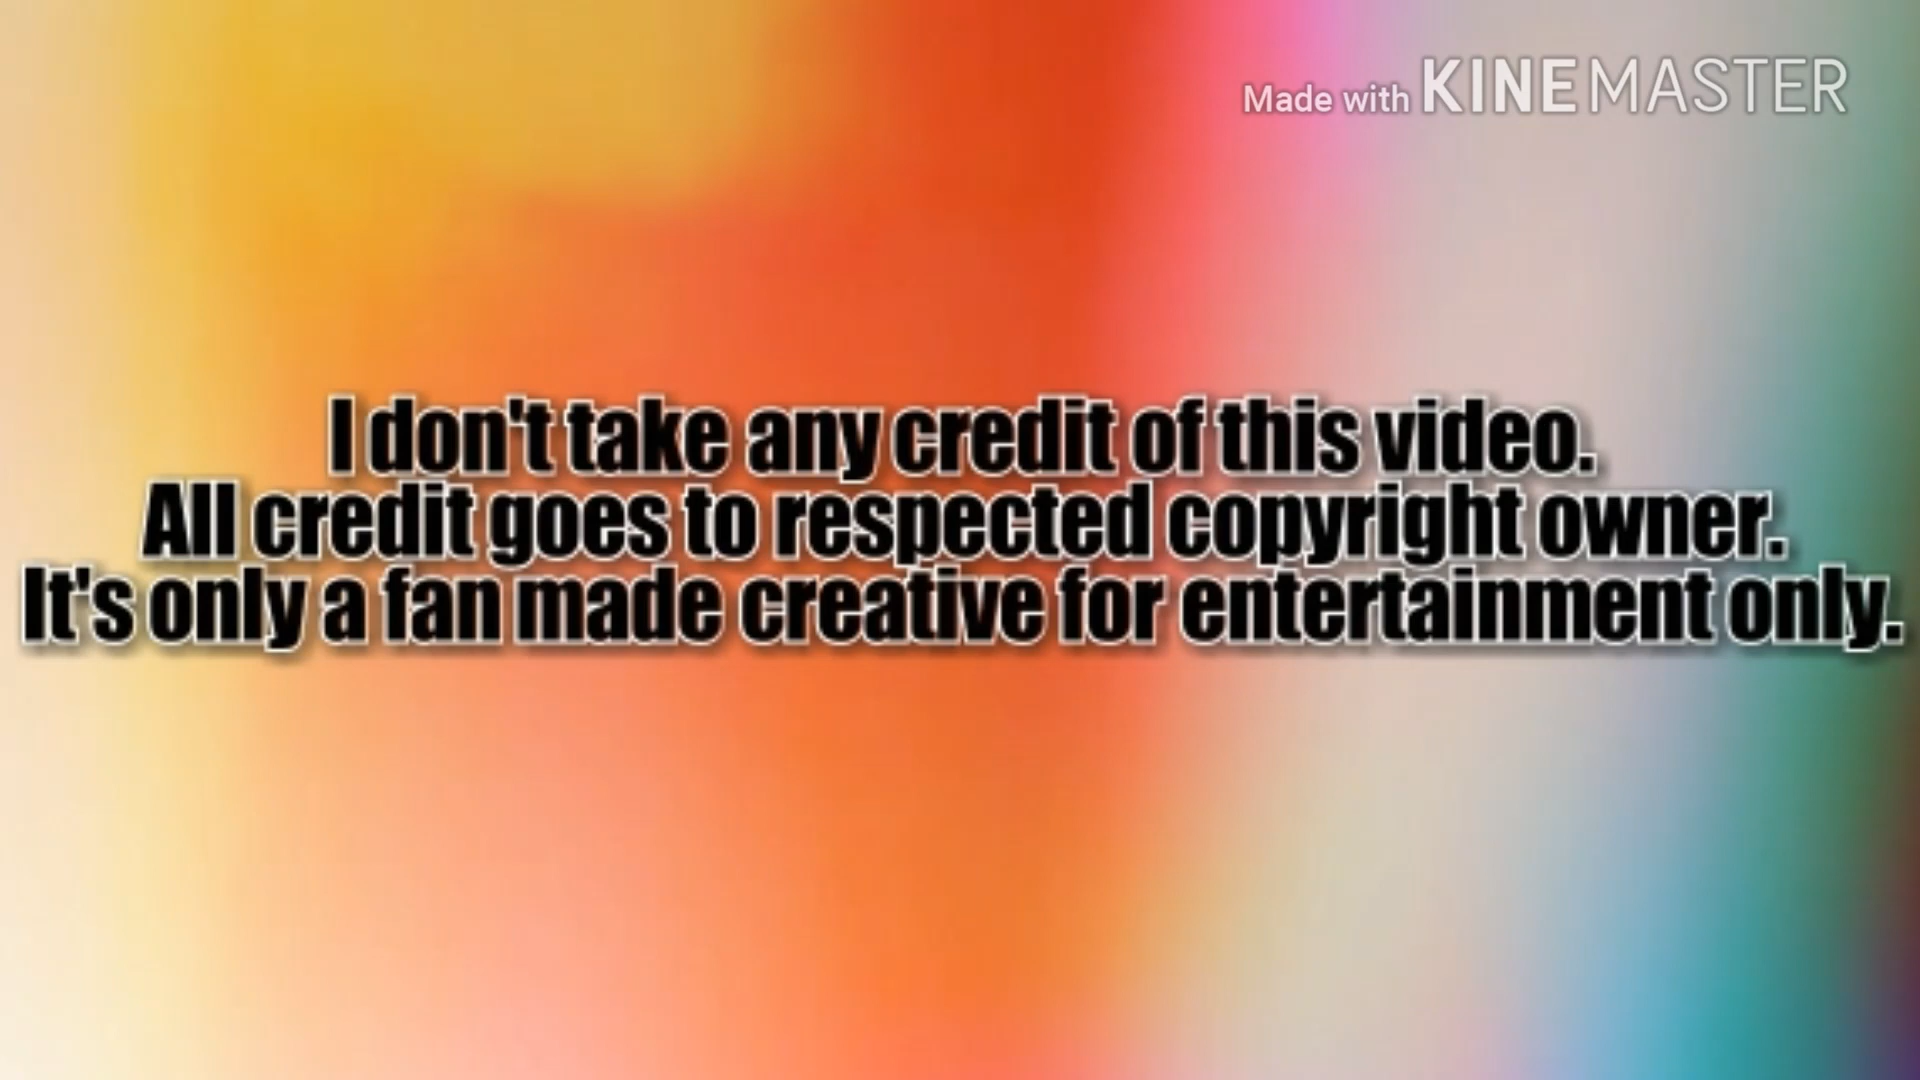 Made with KINEMASTER
I don't take any credit of this video.
All credit goes to respected copyright owner.
It's only a fan made creative for entertainment only.